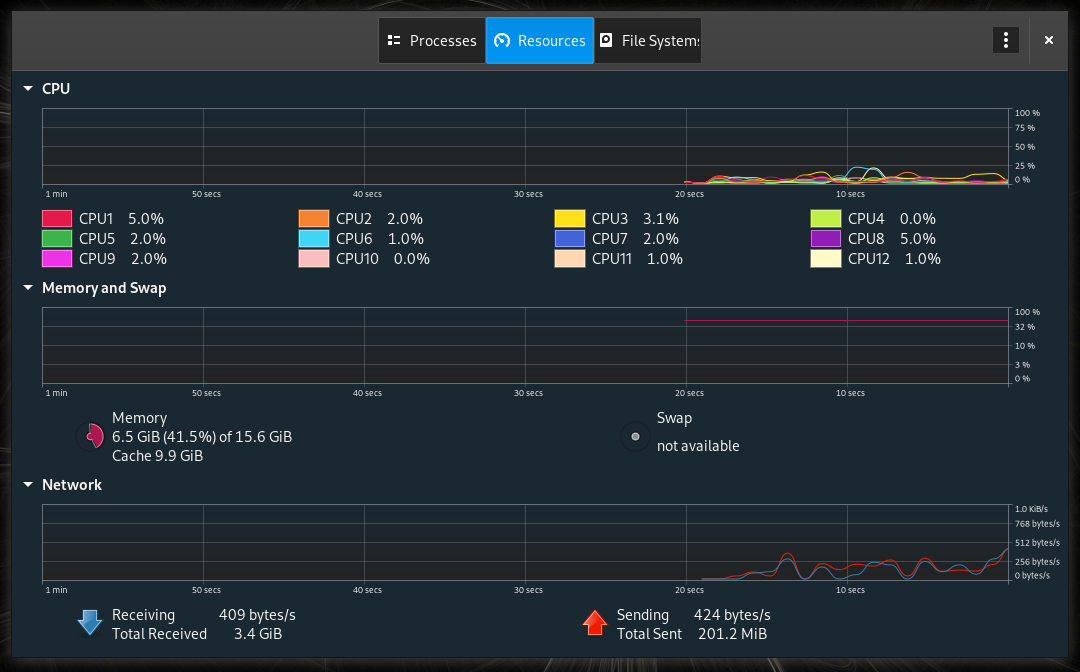 Processes Resources File Systems
CPU
100 %
75 %
50 %
25 %
0 %
1 min 50 secs 40 secs 30 secs 20 secs 10 secs
CPU1 5.0% CPU2 2.0% CPU3 3.1% CPU4 0.0%
CPU5 2.0% CPU6 1.0% CPU7 2.0% CPU8 5.0%
CPU9 2.0% CPU10 0.0% CPU11 1.0% CPU12 1.0%
Memory and Swap
100 %
32 %
10 %
3 %
0 %
1 min 50 secs 40 secs 30 secs 20 secs 10 secs
Memory
6.5 GiB (41.5%) of 15.6 GiB
Cache 9.9 GiB
Swap
not available
Network
1.0 KiB/s
768 bytes/s
512 bytes/s
256 bytes/s
0 bytes/s
1 min 50 secs 40 secs 30 secs 20 secs 10 secs
Receiving 409 bytes/s
Total Received 3.4 GiB
Sending 424 bytes/s
Total Sent 201.2 MiB